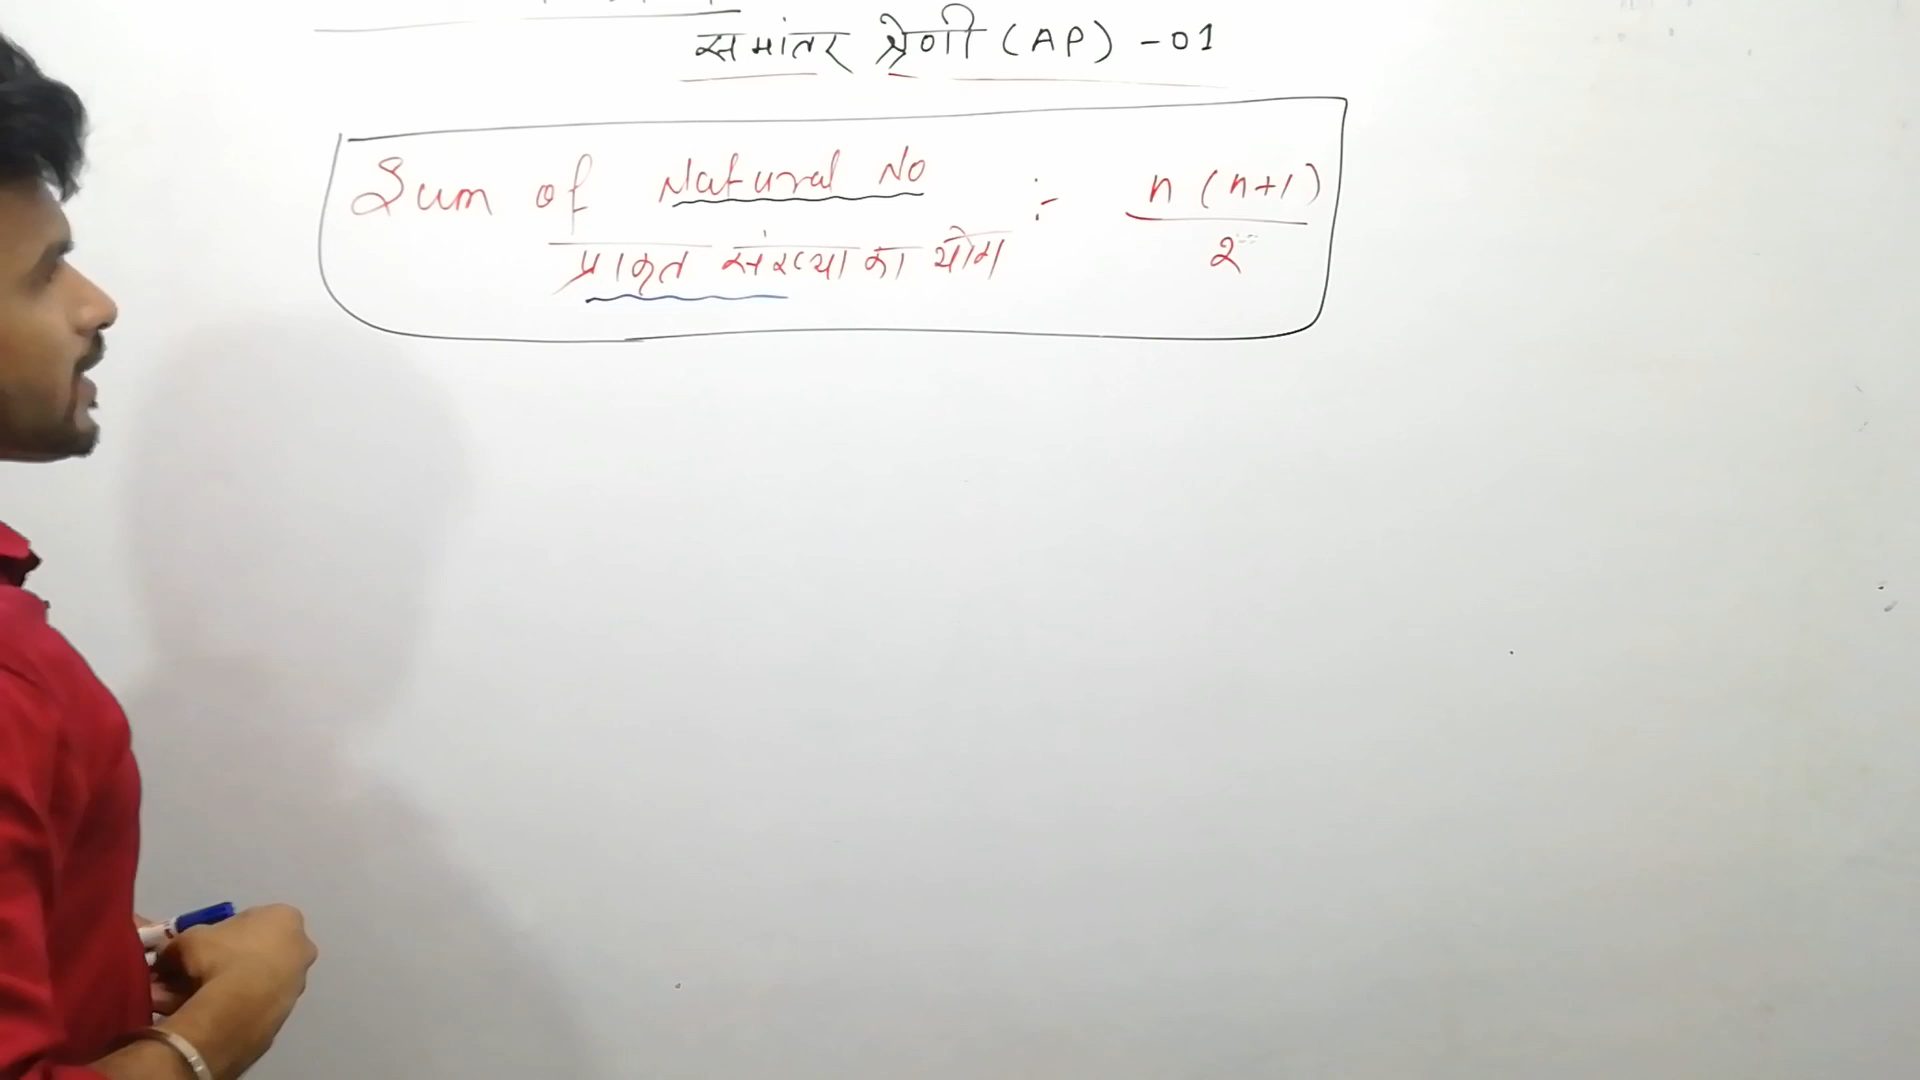 समांतर श्रेणी (AP) - 01
Sum of Natural No :- n (n+1)
प्राकृत संख्या का योग 2